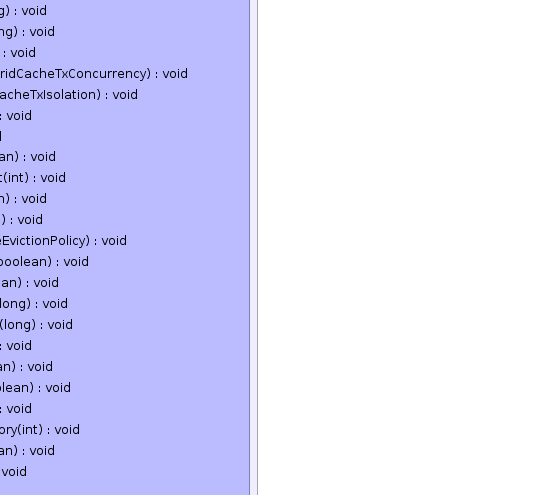 g) : void
ng) : void
: void
ridCacheTxConcurrency) : void
acheTxIsolation) : void
: void
an) : void
t(int) : void
n) : void
) : void
eEvictionPolicy) : void
boolean) : void
an) : void
long) : void
(long) : void
: void
an) : void
olean) : void
: void
ory(int) : void
an) : void
void